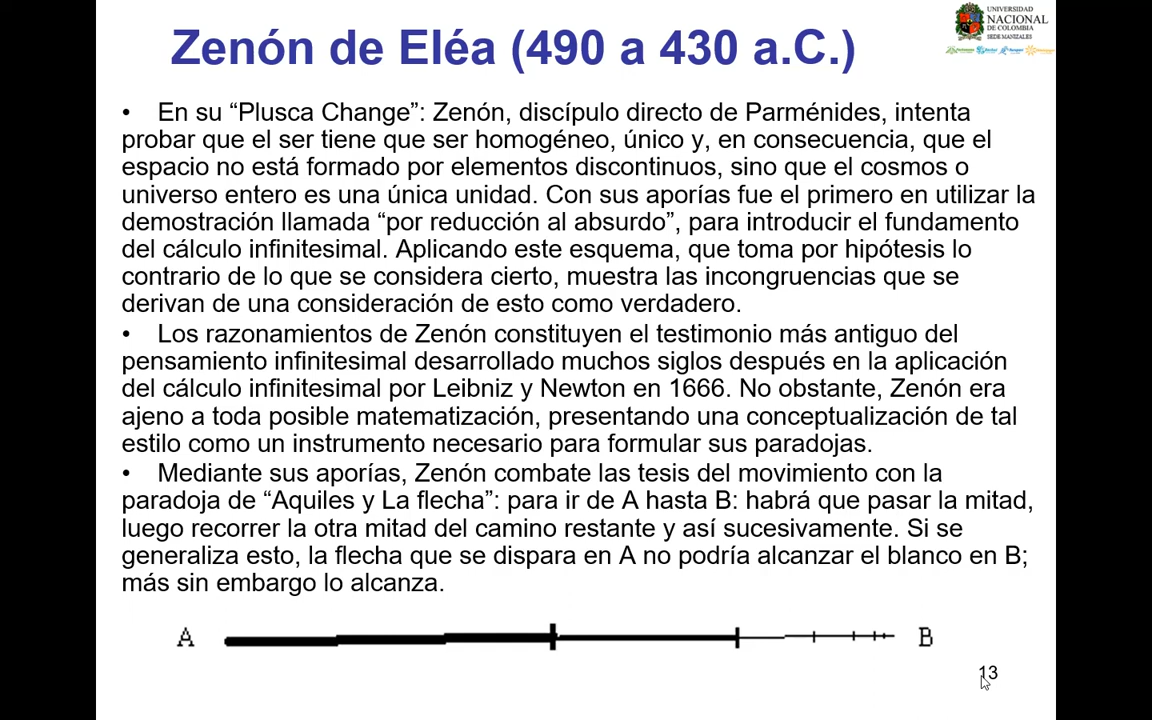 Zenón de Eléa (490 a 430 a.C.)
UNIVERSIDAD
NACIONAL
DE COLOMBIA
SEDE MANIZALES
• En su “Plusca Change”: Zenón, discípulo directo de Parménides, intenta
probar que el ser tiene que ser homogéneo, único y, en consecuencia, que el
espacio no está formado por elementos discontinuos, sino que el cosmos o
universo entero es una única unidad. Con sus aporías fue el primero en utilizar la
demostración llamada “por reducción al absurdo”, para introducir el fundamento
del cálculo infinitesimal. Aplicando este esquema, que toma por hipótesis lo
contrario de lo que se considera cierto, muestra las incongruencias que se
derivan de una consideración de esto como verdadero.
• Los razonamientos de Zenón constituyen el testimonio más antiguo del
pensamiento infinitesimal desarrollado muchos siglos después en la aplicación
del cálculo infinitesimal por Leibniz y Newton en 1666. No obstante, Zenón era
ajeno a toda posible matematización, presentando una conceptualización de tal
estilo como un instrumento necesario para formular sus paradojas.
• Mediante sus aporías, Zenón combate las tesis del movimiento con la
paradoja de “Aquiles y La flecha”: para ir de A hasta B: habrá que pasar la mitad,
luego recorrer la otra mitad del camino restante y así sucesivamente. Si se
generaliza esto, la flecha que se dispara en A no podría alcanzar el blanco en B;
más sin embargo lo alcanza.
A B
13